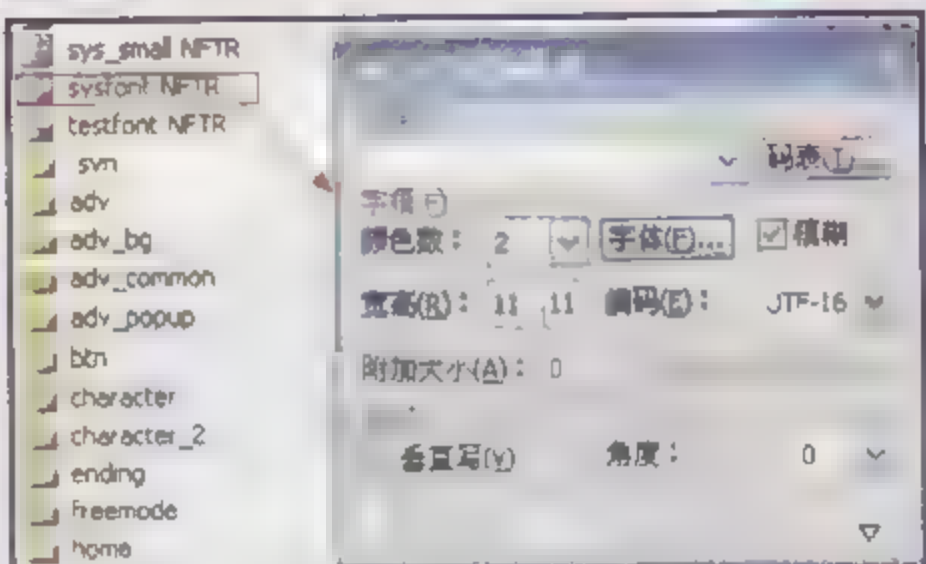 sys_small NFTR
sysfont NFTR
testfont NFTR
syn
adv
adv_bg
adv_common
adv_popup
btn
character
character_2
ending
freemode
home
码表(T)
颜色数： 2 字体(F)... 模糊
宽高(R)： 11 11 编码(E)： UTF-16
附加大小(A)： 0
垂直写(V) 角度： 0